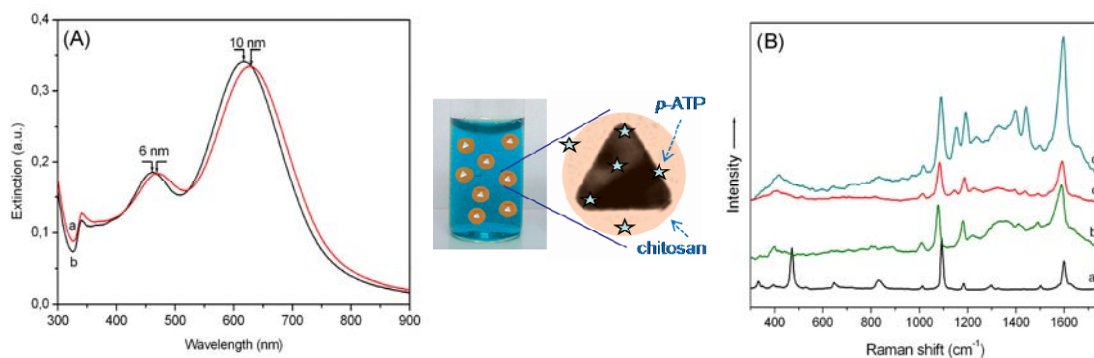 (A)
10 nm
6 nm
a
b
0,4
0,3
0,2
0,1
0,0
Extinction (a.u.)
300 400 500 600 700 800 900
Wavelength (nm)
p-ATP
chitosan
(B)
Intensity
c
b
a
400 600 800 1000 1200 1400 1600
Raman shift (cm⁻¹)